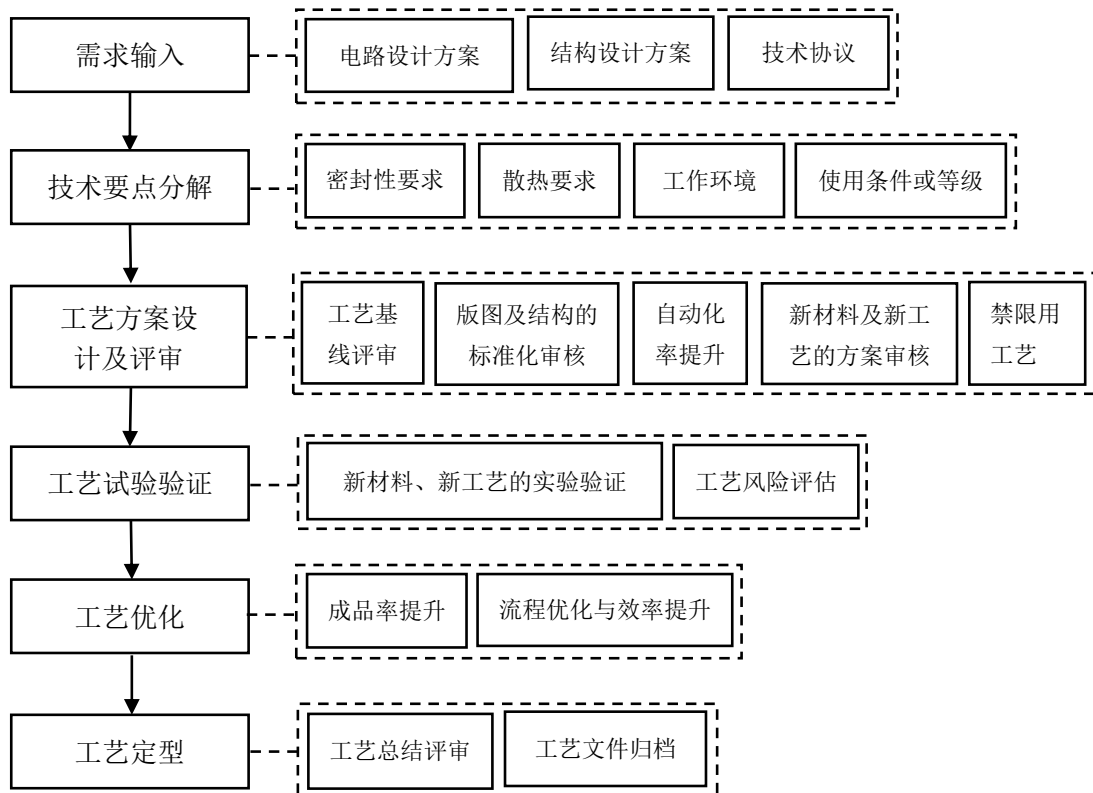 需求输入
电路设计方案
结构设计方案
技术协议
技术要点分解
密封性要求
散热要求
工作环境
使用条件或等级
工艺方案设
计及评审
工艺基
线评审
版图及结构的
标准化审核
自动化
率提升
新材料及新工
艺的方案审核
禁限用
工艺
工艺试验验证
新材料、新工艺的实验验证
工艺风险评估
工艺优化
成品率提升
流程优化与效率提升
工艺定型
工艺总结评审
工艺文件归档